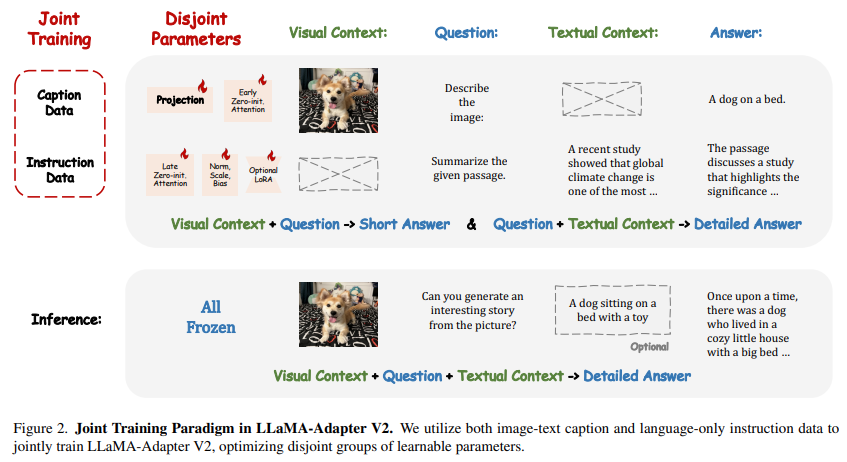 Joint
Training
Disjoint
Parameters
Visual Context:
Question:
Textual Context:
Answer:
Caption
Data
Projection
Early
Zero-init.
Attention
Describe
the
image:
A dog on a bed.
Instruction
Data
Late
Zero-init.
Attention
Norm,
Scale,
Bias
Optional
LoRA
Summarize the
given passage.
A recent study
showed that global
climate change is
one of the most ...
The passage
discusses a study
that highlights the
significance ...
Visual Context + Question -> Short Answer & Question + Textual Context -> Detailed Answer
Inference:
All
Frozen
Can you generate an
interesting story
from the picture?
A dog sitting on a
bed with a toy
Optional
Once upon a time,
there was a dog
who lived in a
cozy little house
with a big bed ...
Visual Context + Question + Textual Context -> Detailed Answer
Figure 2. Joint Training Paradigm in LLaMA-Adapter V2. We utilize both image-text caption and language-only instruction data to
jointly train LLaMA-Adapter V2, optimizing disjoint groups of learnable parameters.